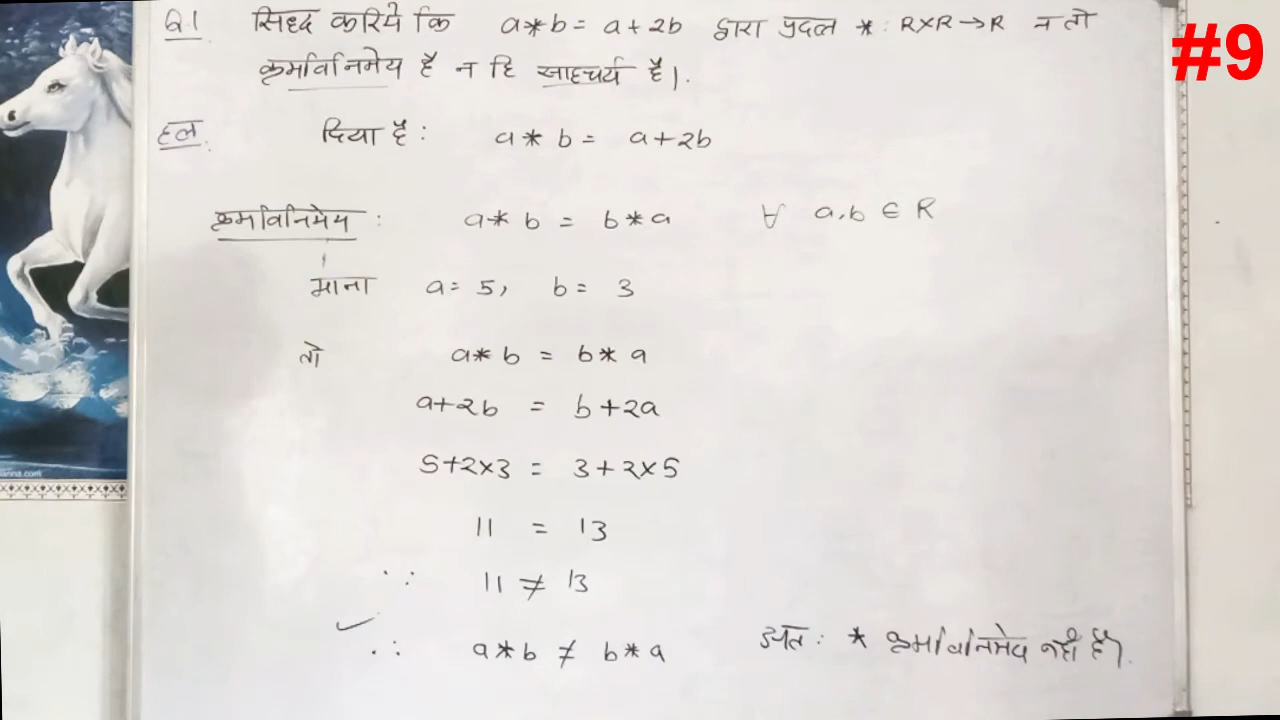 Q.1 सिध्द करिये कि a*b = a+2b द्वारा प्रदत्त * : R×R→R न तो
क्रमविनिमेय है न हि साहचर्य है।.
#9
हल. दिया है : a * b = a+2b
क्रमविनिमेय : a * b = b * a ∀ a,b ∈ R
माना a = 5, b = 3
तो a * b = b * a
a+2b = b+2a
5+2×3 = 3+2×5
11 = 13
∵ 11 ≠ 13
✓ ∴ a * b ≠ b * a अत: * क्रमविनिमेय नही है।.